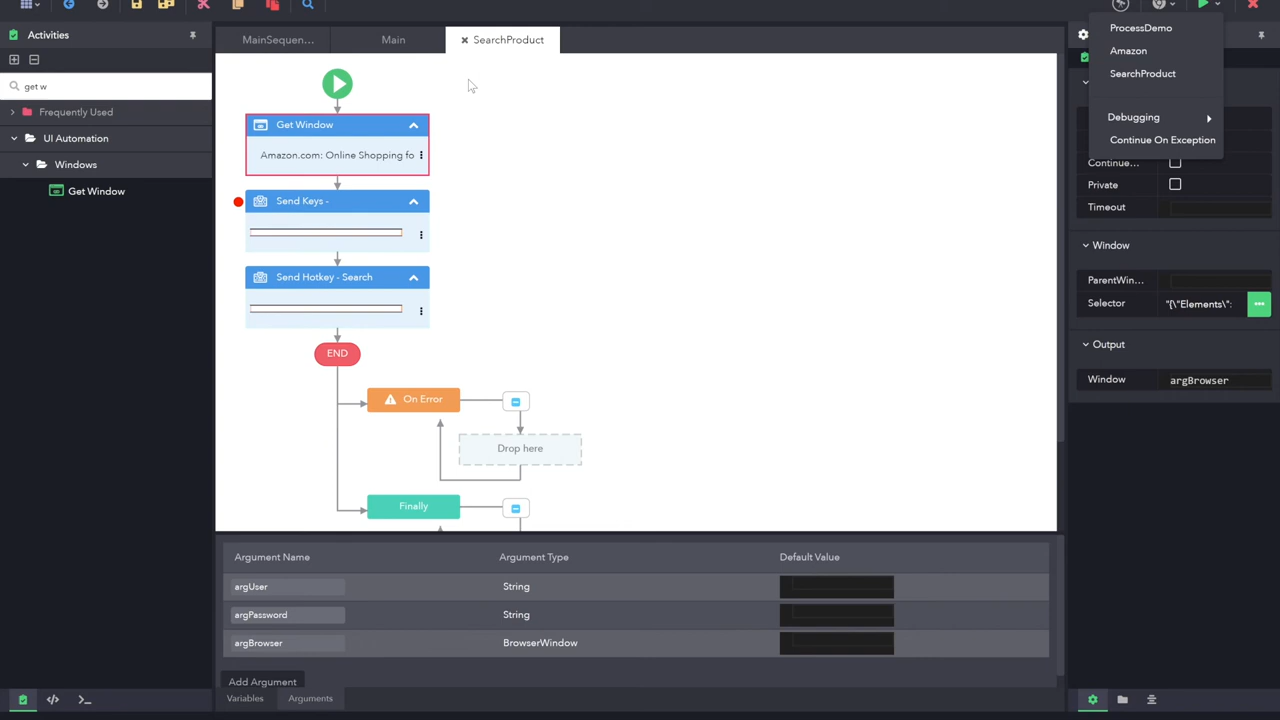 Activities
get w
Frequently Used
UI Automation
Windows
Get Window
MainSequen...
Main
SearchProduct
Get Window
Amazon.com: Online Shopping fo
Send Keys -
Send Hotkey - Search
END
On Error
Drop here
Finally
Argument Name Argument Type Default Value
argUser String
argPassword String
argBrowser BrowserWindow
Add Argument
Variables Arguments
ProcessDemo
Amazon
SearchProduct
Debugging
Continue On Exception
Continue...
Private
Timeout
Window
ParentWin...
Selector "[\"Elements\":
Output
Window argBrowser